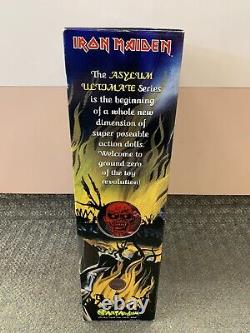 IRON MAIDEN
The ASYLUM
ULTIMATE Series
is the beginning
of a whole new
dimension of
super poseable
action dolls.
Welcome to
ground zero
of the toy
revolution!